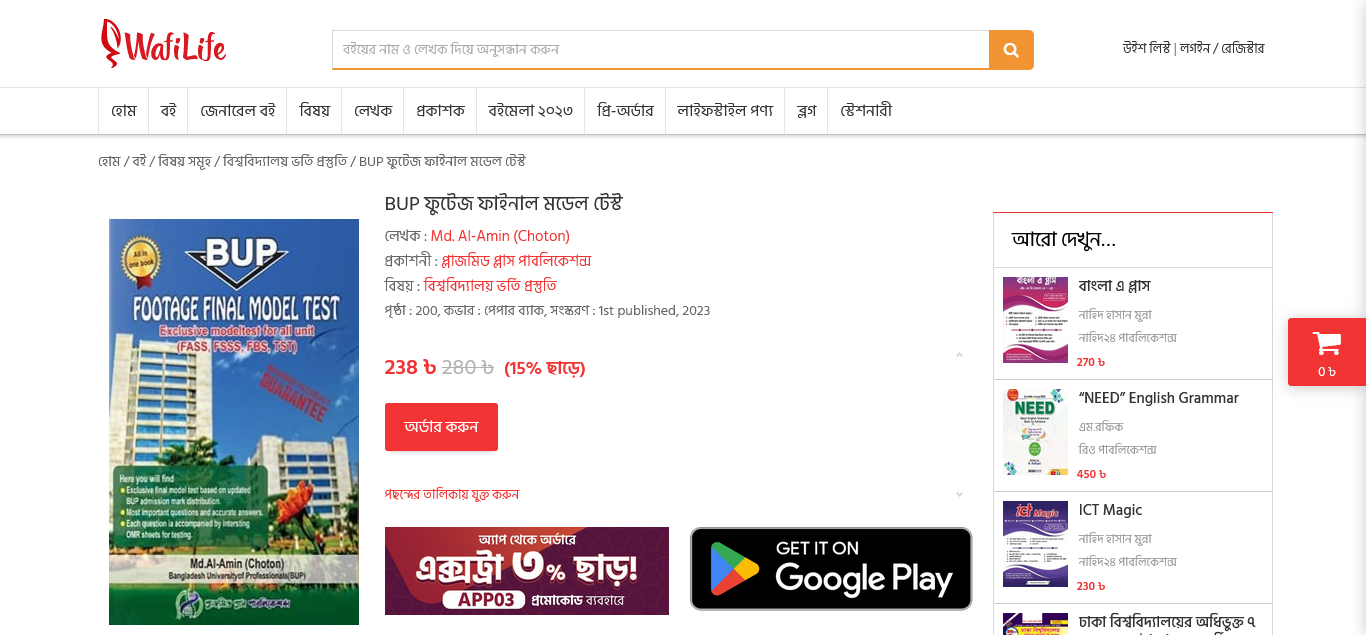 WafiLife
বইয়ের নাম ও লেখক দিয়ে অনুসন্ধান করুন
উইশ লিস্ট | লগইন / রেজিস্টার
হোম
বই
জেনারেল বই
বিষয়
লেখক
প্রকাশক
বইমেলা ২০২৩
প্রি-অর্ডার
লাইফস্টাইল পণ্য
ব্লগ
স্টেশনারী
হোম / বই / বিষয় সমূহ / বিশ্ববিদ্যালয় ভর্তি প্রস্তুতি / BUP ফুটেজ ফাইনাল মডেল টেস্ট
All in
one book
BUP
FOOTAGE FINAL MODEL TEST
Exclusive modeltest for all unit
(FASS, FSSS, FBS, TST)
GUARANTEE
Here you will find
Exclusive final model test based on updated
BUP admission mark distribution.
Most important questions and accurate answers.
Each question is accompanied by intersting
OMR sheets for testing.
Md.Al-Amin (Choton)
Bangladesh Universityof Professionals(BUP)
BUP ফুটেজ ফাইনাল মডেল টেস্ট
লেখক : Md. Al-Amin (Choton)
প্রকাশনী : প্লাজমিড প্লাস পাবলিকেশন্স
বিষয় : বিশ্ববিদ্যালয় ভর্তি প্রস্তুতি
পৃষ্ঠা : 200, কভার : পেপার ব্যাক, সংস্করণ : 1st published, 2023
238 ৳ 280 ৳ (15% ছাড়ে)
অর্ডার করুন
পছন্দের তালিকায় যুক্ত করুন
অ্যাপ থেকে অর্ডারে
এক্সট্রা ৩% ছাড়!
APP03 প্রমোকোড ব্যবহারে
GET IT ON
Google Play
আরো দেখুন...
বাংলা এ প্লাস
নাহিদ হাসান মুন্না
নাহিদ২৪ পাবলিকেশন্স
270 ৳
NEED
“NEED” English Grammar
এম.রফিক
রিও পাবলিকেশন্স
450 ৳
ict Magic
ICT Magic
নাহিদ হাসান মুন্না
নাহিদ২৪ পাবলিকেশন্স
230 ৳
ঢাকা বিশ্ববিদ্যালয়ের অধিভুক্ত ৭
0 ৳